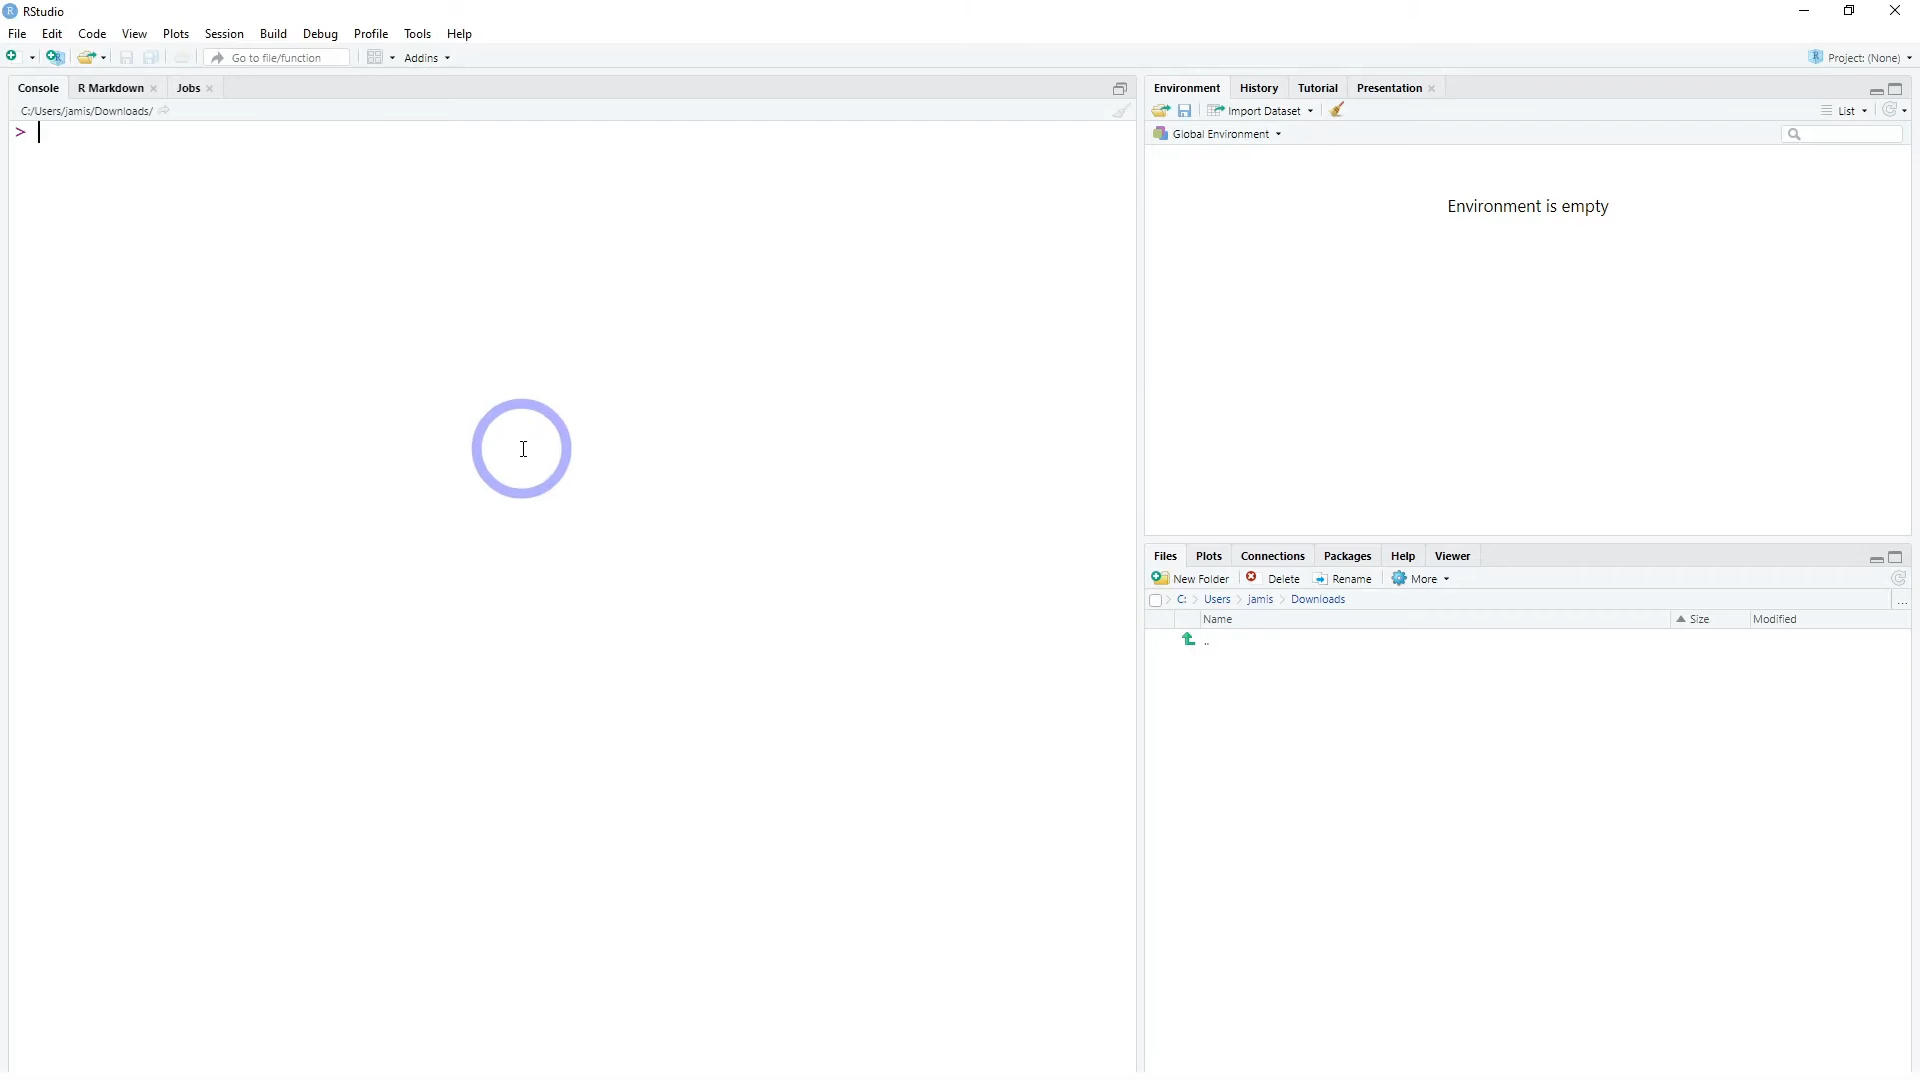 RStudio
File Edit Code View Plots Session Build Debug Profile Tools Help
Go to file/function Addins Project: (None)
Console R Markdown Jobs
C:/Users/jamis/Downloads/
>
Environment History Tutorial Presentation
Import Dataset List
Global Environment
Environment is empty
Files Plots Connections Packages Help Viewer
New Folder Delete Rename More
C: Users jamis Downloads ...
Name Size Modified
..